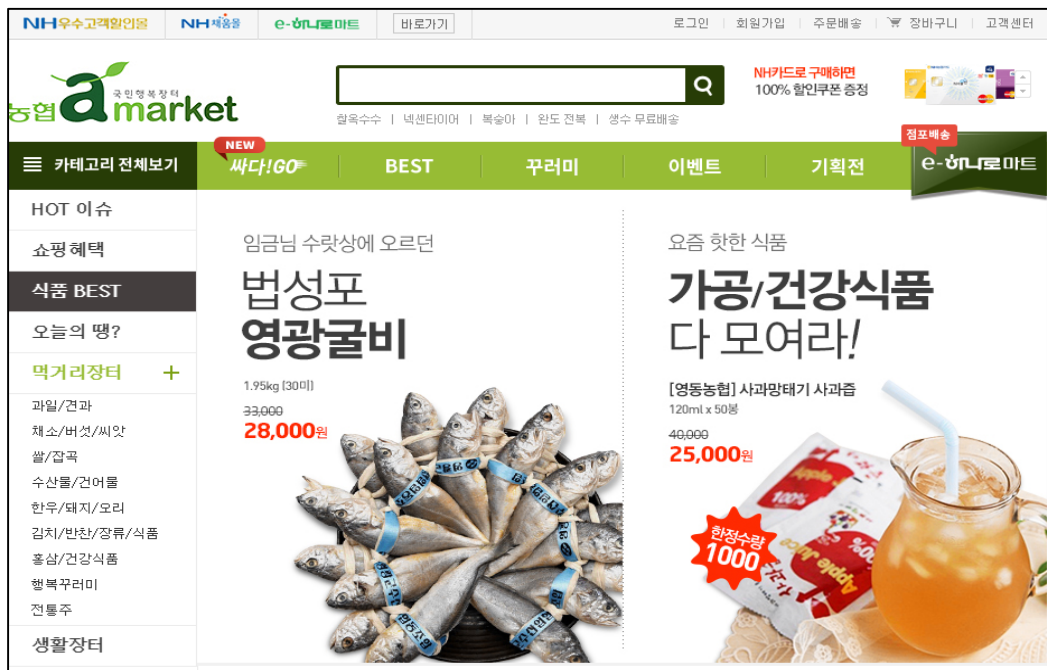 NH우수고객할인몰 NH채움몰 e-하나로마트 바로가기
로그인 회원가입 주문배송 장바구니 고객센터
국민행복장터
농협 a market
NH카드로 구매하면
100% 할인쿠폰 증정
찰옥수수 | 넥센타이어 | 복숭아 | 완도 전복 | 생수 무료배송
점포배송
NEW
카테고리 전체보기 싸다!GO BEST 꾸러미 이벤트 기획전 e-하나로마트
HOT 이슈
쇼핑혜택
식품 BEST
오늘의 땡?
먹거리장터 +
과일/견과
채소/버섯/씨앗
쌀/잡곡
수산물/건어물
한우/돼지/오리
김치/반찬/장류/식품
홍삼/건강식품
행복꾸러미
전통주
생활장터
임금님 수랏상에 오르던
법성포
영광굴비
1.95kg (30미)
33,000
28,000원
요즘 핫한 식품
가공/건강식품
다 모여라!
[영동농협] 사과망태기 사과즙
120ml x 50봉
40,000
25,000원
한정수량
1000
100%
Apple Juice